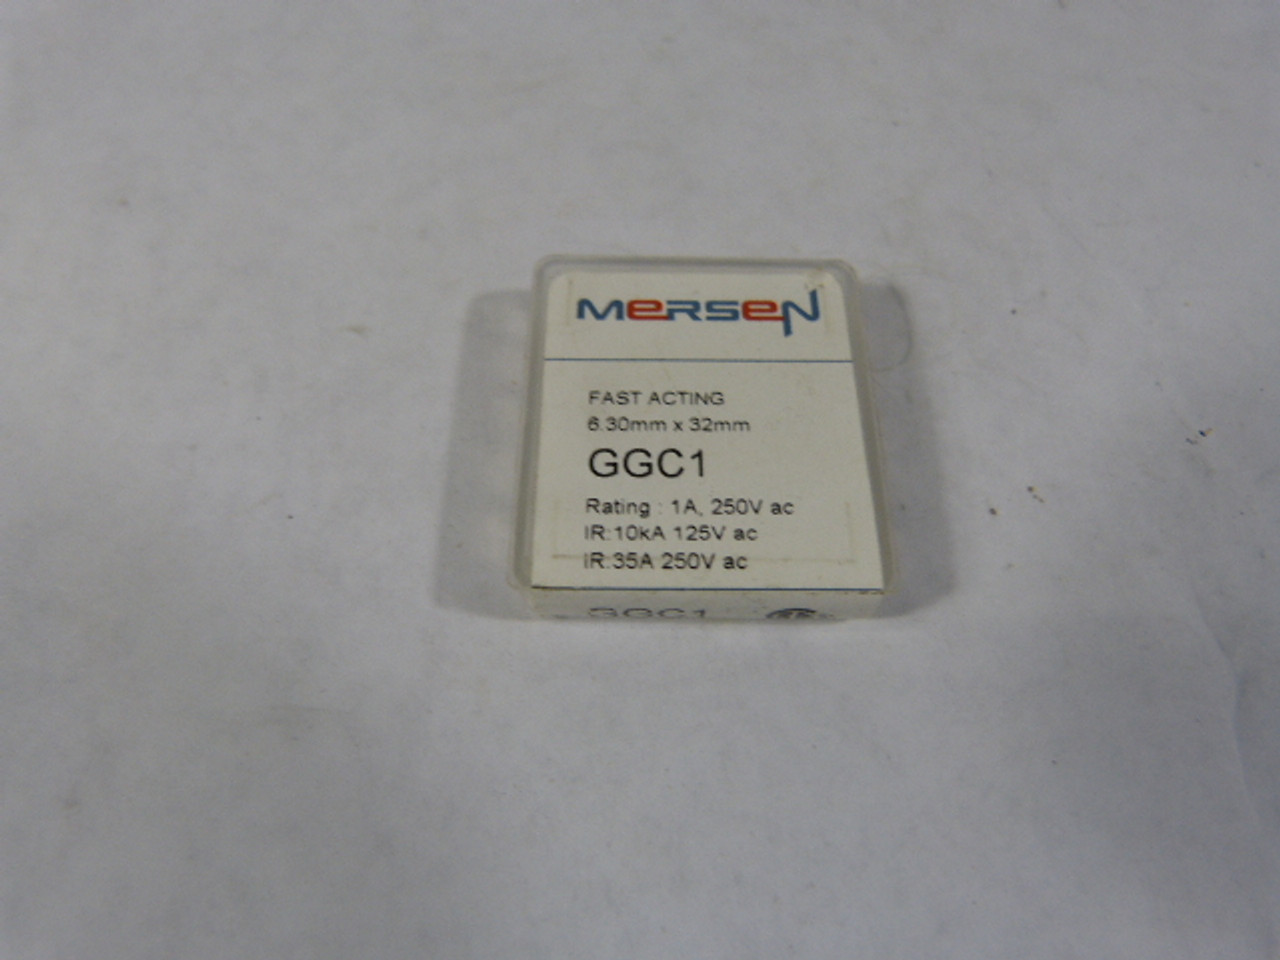 MERSEN
FAST ACTING
6.30mm x 32mm
GGC1
Rating : 1A, 250V ac
IR:10kA 125V ac
IR:35A 250V ac
GGC1